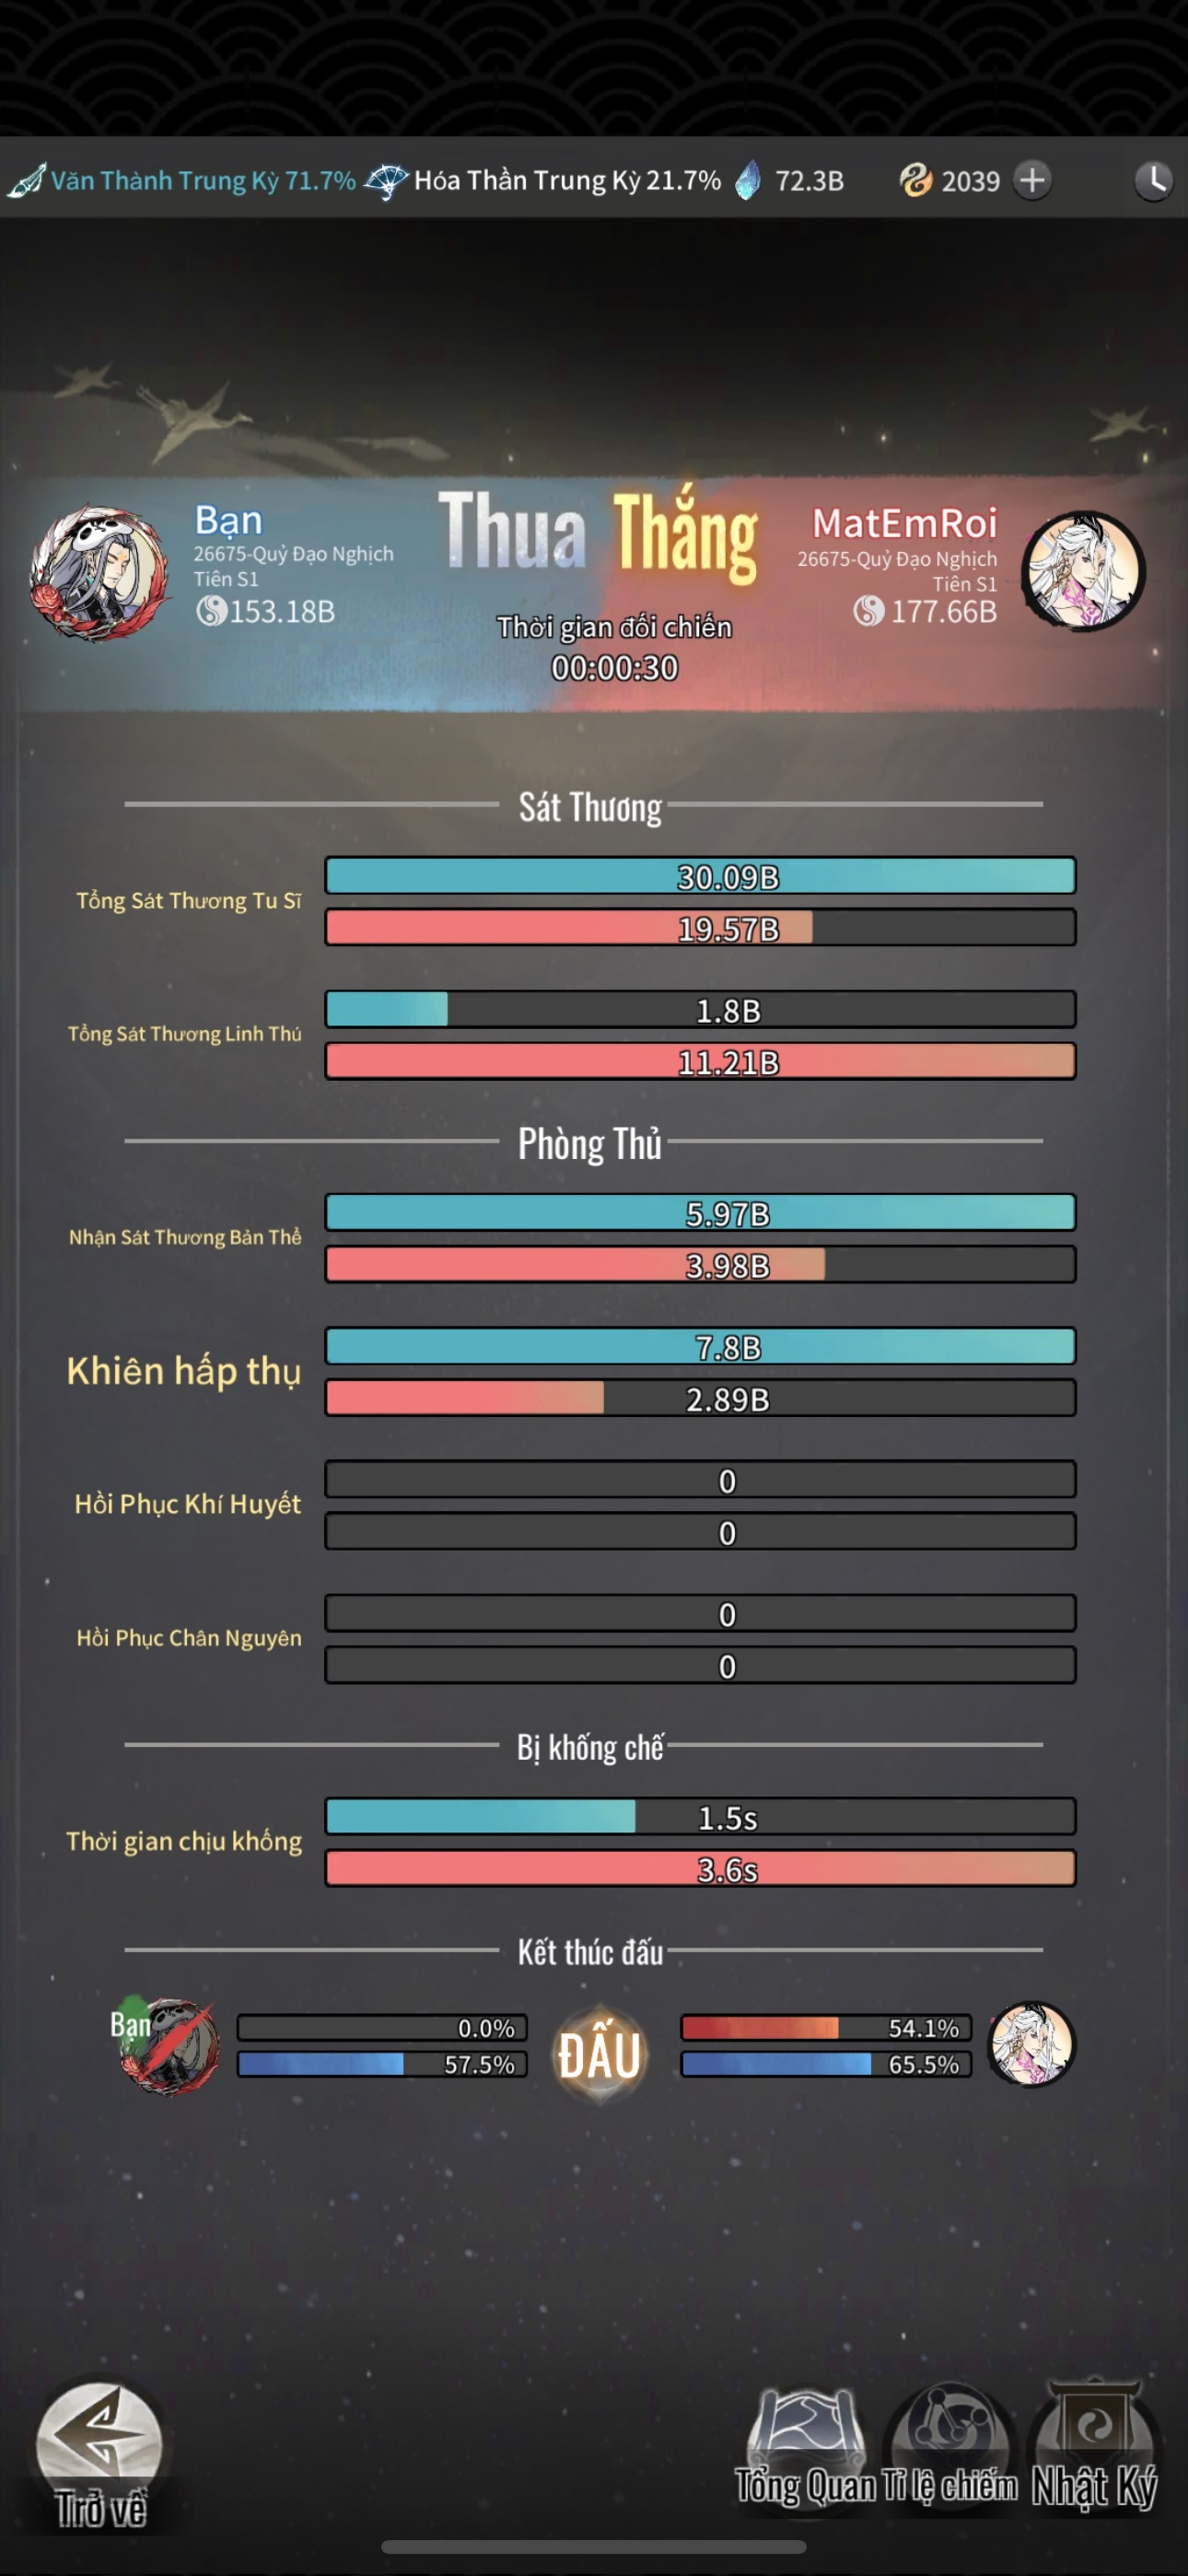 Văn Thành Trung Kỳ 71.7% Hóa Thần Trung Kỳ 21.7% 72.3B 2039
Thua Thắng
Bạn
26675-Quỷ Đạo Nghịch
Tiên S1
153.18B
MatEmRoi
26675-Quỷ Đạo Nghịch
Tiên S1
177.66B
Thời gian đối chiến
00:00:30
Sát Thương
Tổng Sát Thương Tu Sĩ
30.09B
19.57B
Tổng Sát Thương Linh Thú
1.8B
11.21B
Phòng Thủ
Nhận Sát Thương Bản Thể
5.97B
3.98B
Khiên hấp thụ
7.8B
2.89B
Hồi Phục Khí Huyết
0
0
Hồi Phục Chân Nguyên
0
0
Bị khống chế
Thời gian chịu khống
1.5s
3.6s
Kết thúc đấu
Bạn
0.0%
57.5%
ĐẤU
54.1%
65.5%
Trở về
Tổng Quan
Tỉ lệ chiếm
Nhật Ký